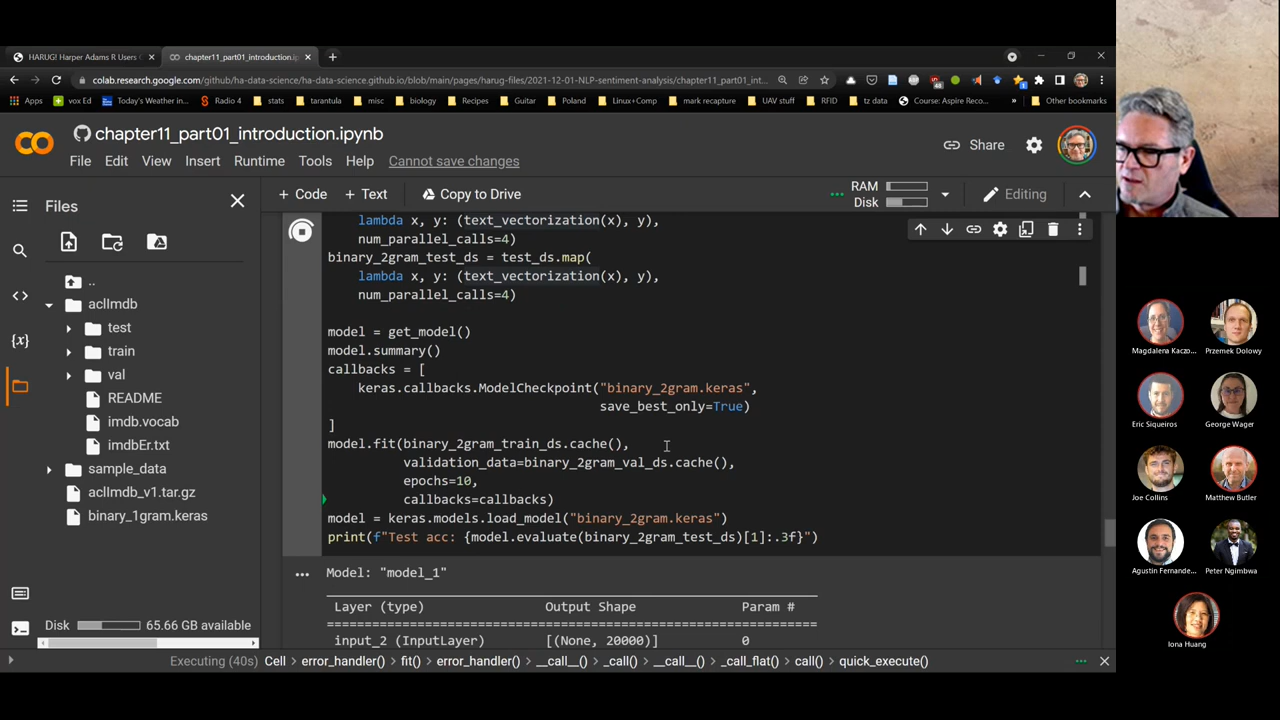 HARUG! Harper Adams R Users
chapter11_part01_introduction.ip
colab.research.google.com/github/ha-data-science/ha-data-science.github.io/blob/main/pages/harug-files/2021-12-01-NLP-sentiment-analysis/chapter11_part01_int...
Apps vox Ed Today's Weather in... Radio 4 stats tarantula misc biology Recipes Guitar Poland Linux+Comp mark recapture UAV stuff RFID tz data Course: Aspire Reco... » Other bookmarks
CO chapter11_part01_introduction.ipynb
Share
File Edit View Insert Runtime Tools Help Cannot save changes
+ Code + Text Copy to Drive
RAM
Disk
Editing
Files
..
aclImdb
test
train
val
README
imdb.vocab
imdbEr.txt
sample_data
aclImdb_v1.tar.gz
binary_1gram.keras
Disk 65.66 GB available
lambda x, y: (text_vectorization(x), y),
num_parallel_calls=4)
binary_2gram_test_ds = test_ds.map(
lambda x, y: (text_vectorization(x), y),
num_parallel_calls=4)
model = get_model()
model.summary()
callbacks = [
keras.callbacks.ModelCheckpoint("binary_2gram.keras",
save_best_only=True)
]
model.fit(binary_2gram_train_ds.cache(),
validation_data=binary_2gram_val_ds.cache(),
epochs=10,
callbacks=callbacks)
model = keras.models.load_model("binary_2gram.keras")
print(f"Test acc: {model.evaluate(binary_2gram_test_ds)[1]:.3f}")
... Model: "model_1"
Layer (type) Output Shape Param #
=================================================================
input_2 (InputLayer) [(None, 20000)] 0
Executing (40s) Cell > error_handler() > fit() > error_handler() > __call__() > _call() > __call__() > _call_flat() > call() > quick_execute()
Magdalena Kaczo... Przemek Dolowy
Eric Siqueiros George Wager
Joe Collins Matthew Butler
Agustin Fernande... Peter Ngimbwa
Iona Huang